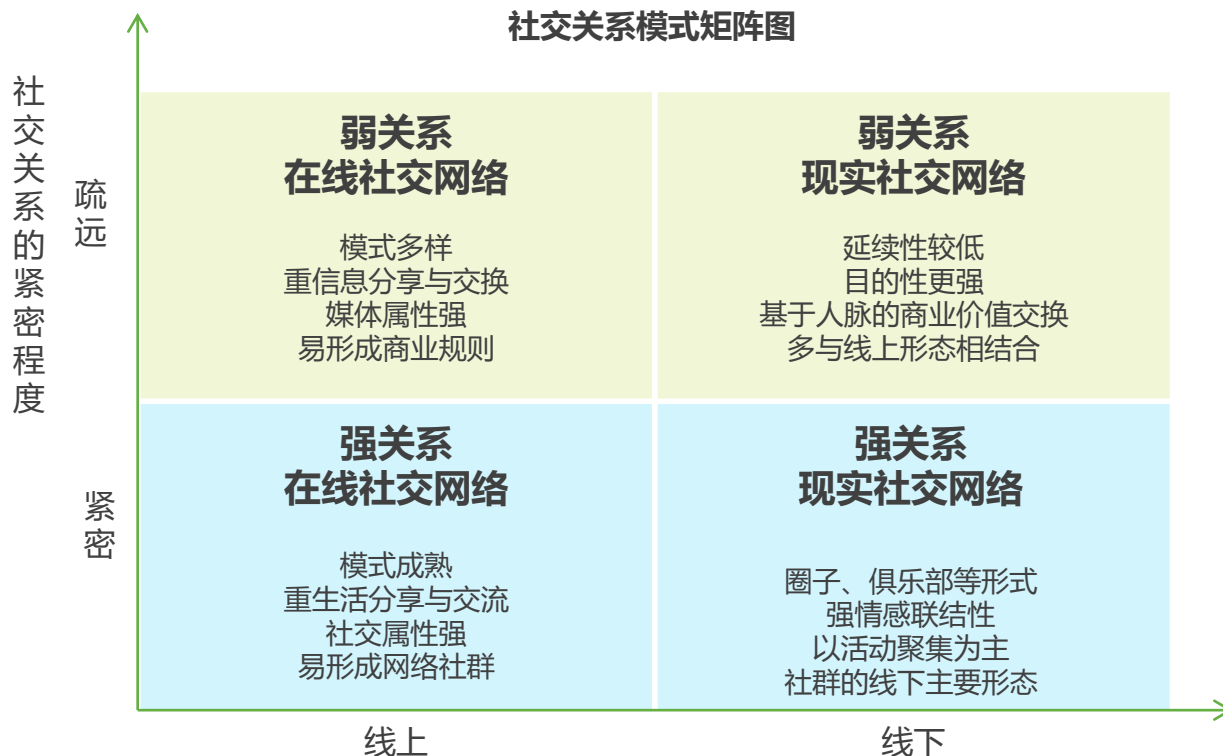 社交关系模式矩阵图
社交关系的紧密程度
疏远
弱关系
在线社交网络
模式多样
重信息分享与交换
媒体属性强
易形成商业规则
弱关系
现实社交网络
延续性较低
目的性更强
基于人脉的商业价值交换
多与线上形态相结合
紧密
强关系
在线社交网络
模式成熟
重生活分享与交流
社交属性强
易形成网络社群
强关系
现实社交网络
圈子、俱乐部等形式
强情感联结性
以活动聚集为主
社群的线下主要形态
线上
线下